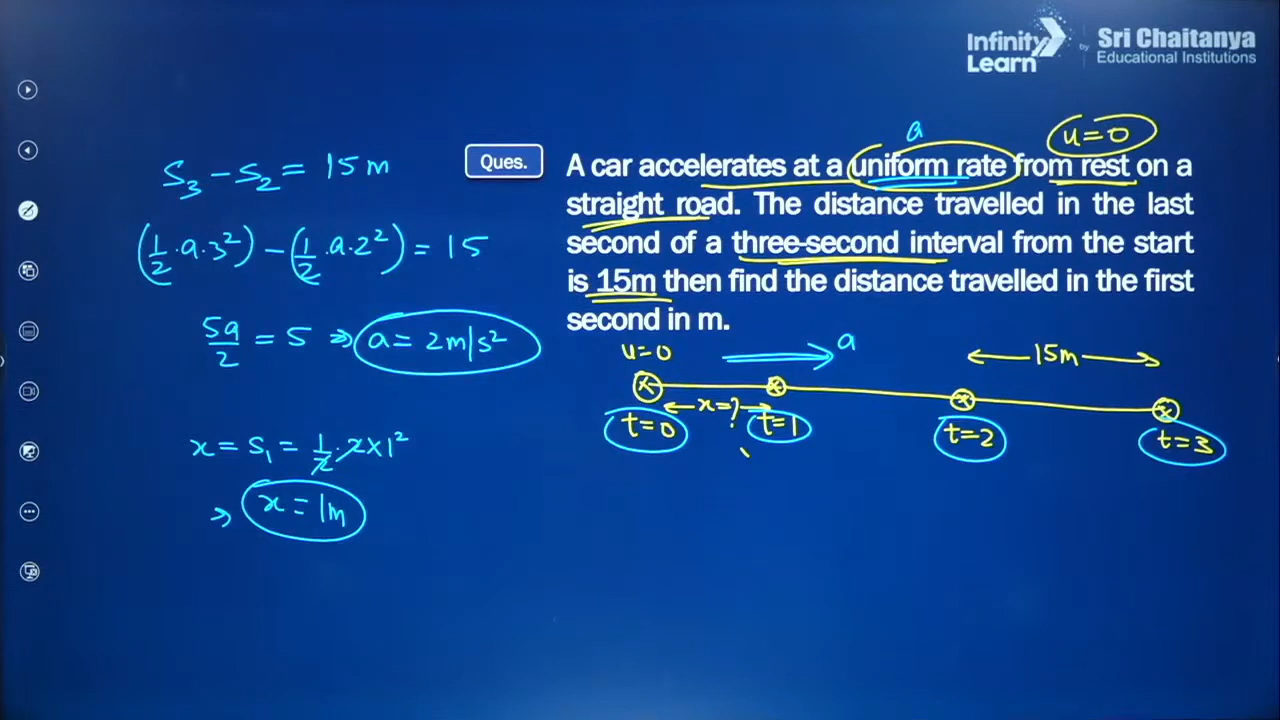 Infinity Learn by Sri Chaitanya Educational Institutions
S₃ - S₂ = 15 m
(1/2 · a · 3²) - (1/2 · a · 2²) = 15
5a/2 = 5 ⇒ a = 2 m/s²
x = S₁ = 1/2 · 2 × 1²
⇒ x = 1m
Ques.
a
u = 0
A car accelerates at a uniform rate from rest on a
straight road. The distance travelled in the last
second of a three-second interval from the start
is 15m then find the distance travelled in the first
second in m.
u = 0
a
15m
x = ?
t = 0
t = 1
t = 2
t = 3